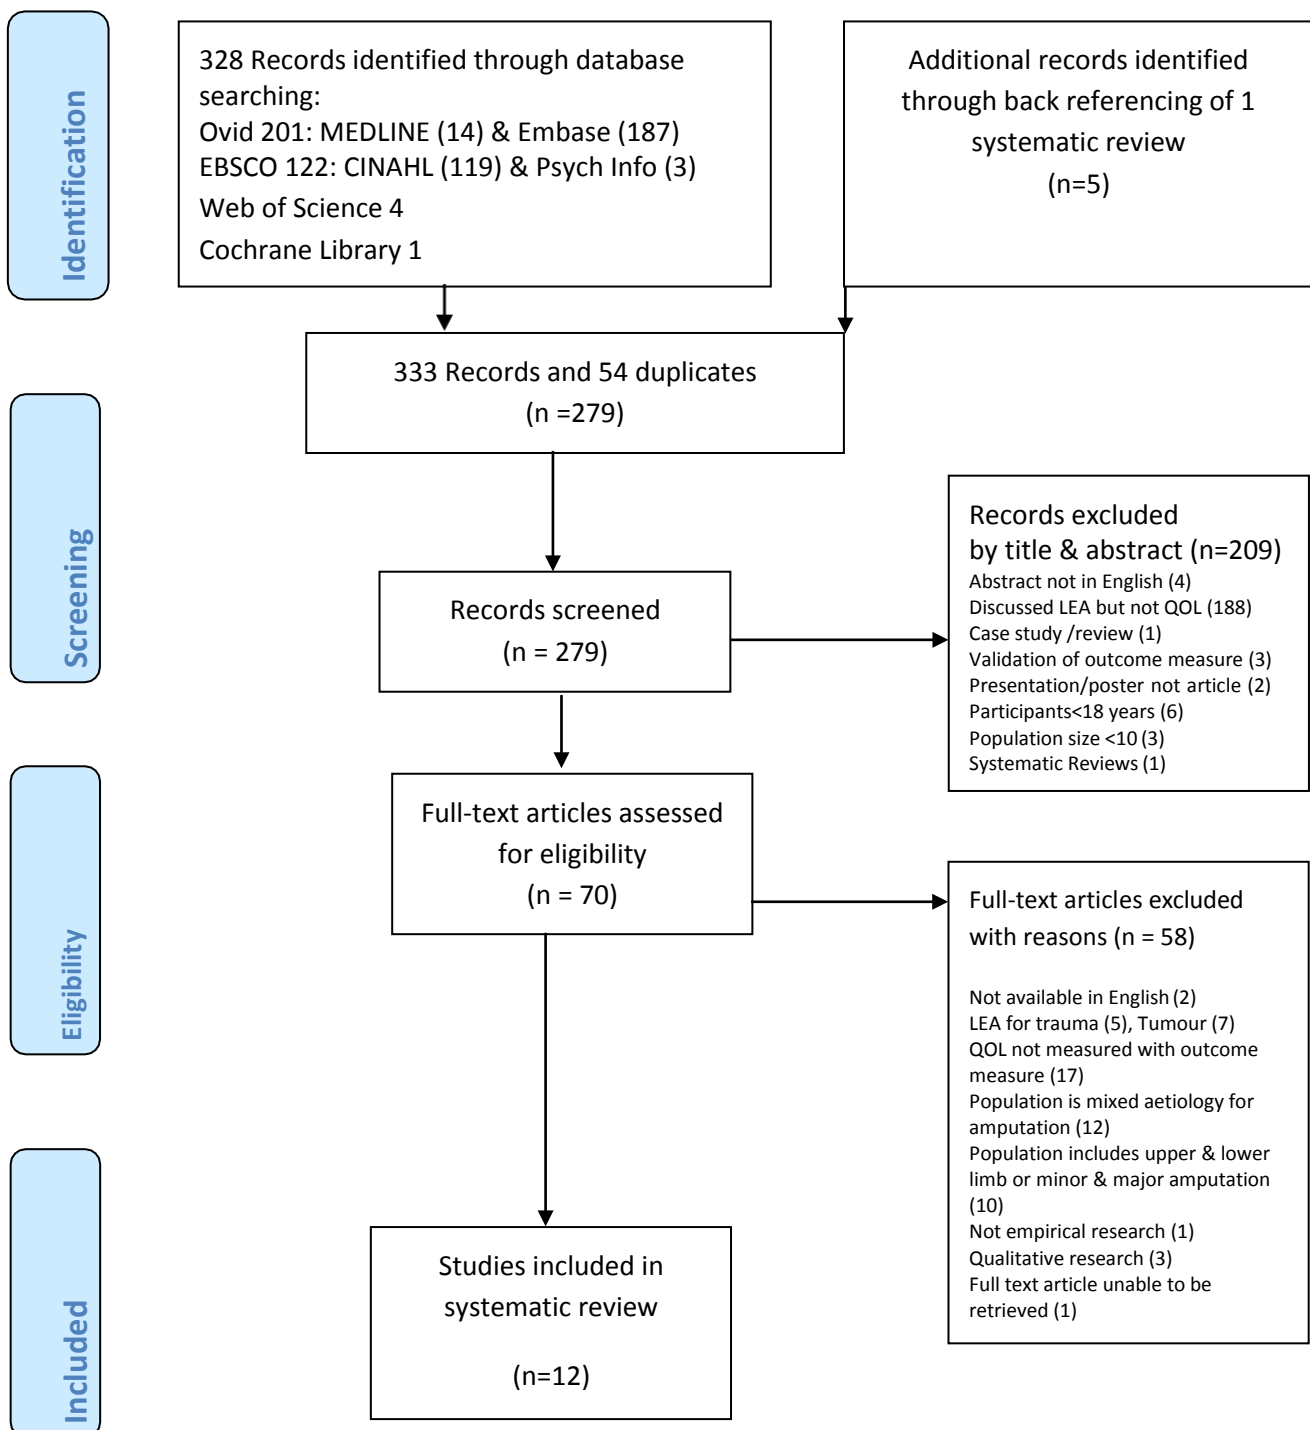 Identification
328 Records identified through database
searching:
Ovid 201: MEDLINE (14) & Embase (187)
EBSCO 122: CINAHL (119) & Psych Info (3)
Web of Science 4
Cochrane Library 1
Additional records identified
through back referencing of 1
systematic review
(n=5)
333 Records and 54 duplicates
(n =279)
Screening
Records screened
(n = 279)
Records excluded
by title & abstract (n=209)
Abstract not in English (4)
Discussed LEA but not QOL (188)
Case study /review (1)
Validation of outcome measure (3)
Presentation/poster not article (2)
Participants<18 years (6)
Population size <10 (3)
Systematic Reviews (1)
Eligibility
Full-text articles assessed
for eligibility
(n = 70)
Full-text articles excluded
with reasons (n = 58)
Not available in English (2)
LEA for trauma (5), Tumour (7)
QOL not measured with outcome
measure (17)
Population is mixed aetiology for
amputation (12)
Population includes upper & lower
limb or minor & major amputation
(10)
Not empirical research (1)
Qualitative research (3)
Full text article unable to be
retrieved (1)
Included
Studies included in
systematic review
(n=12)